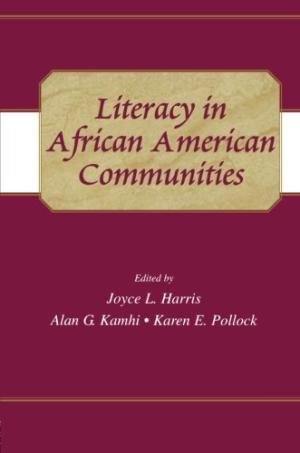 Literacy in
African American
Communities
Edited by
Joyce L. Harris
Alan G. Kamhi • Karen E. Pollock